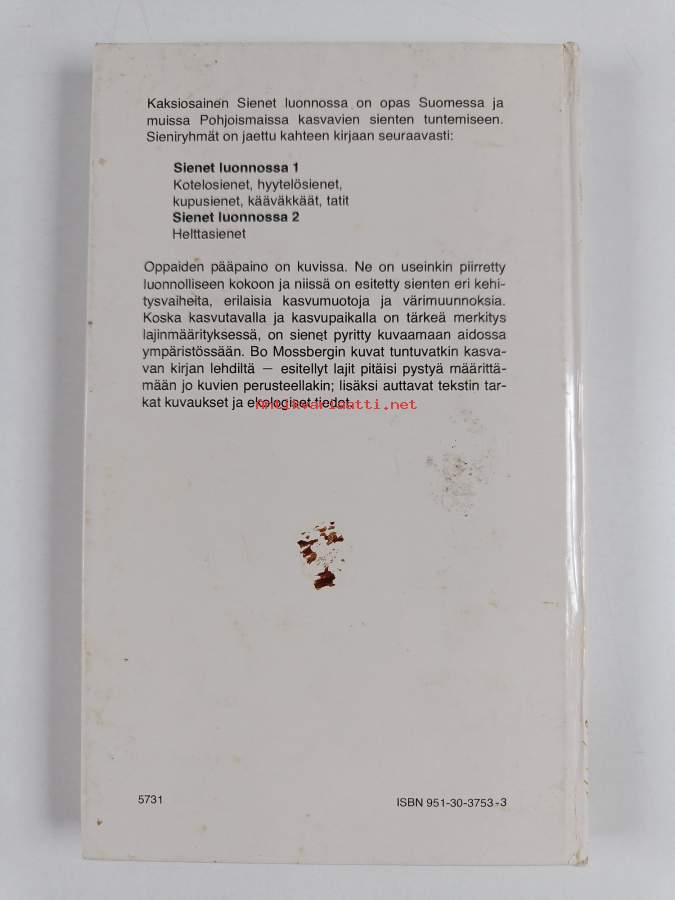 Kaksiosainen Sienet luonnossa on opas Suomessa ja
muissa Pohjoismaissa kasvavien sienten tuntemiseen.
Sieniryhmät on jaettu kahteen kirjaan seuraavasti:
Sienet luonnossa 1
Kotelosienet, hyytelösienet,
kupusienet, kääväkkäät, tatit
Sienet luonnossa 2
Helttasienet
Oppaiden pääpaino on kuvissa. Ne on useinkin piirretty
luonnolliseen kokoon ja niissä on esitetty sienten eri kehi-
tysvaiheita, erilaisia kasvumuotoja ja värimuunnoksia.
Koska kasvutavalla ja kasvupaikalla on tärkeä merkitys
lajinmäärityksessä, on sienet pyritty kuvaamaan aidossa
ympäristössään. Bo Mossbergin kuvat tuntuvatkin kasva-
van kirjan lehdiltä — esitellyt lajit pitäisi pystyä määrittä-
mään jo kuvien perusteellakin; lisäksi auttavat tekstin tar-
kat kuvaukset ja ekologiset tiedot.
Antikvariaatti.net
5731
ISBN 951-30-3753-3